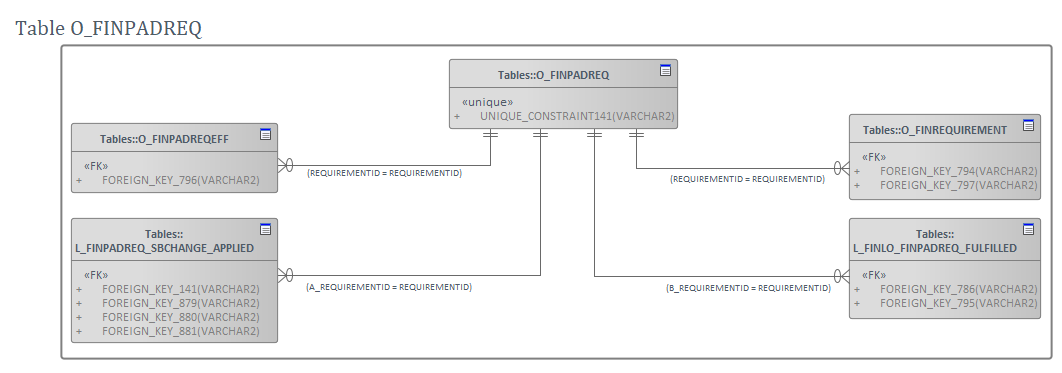 Table O_FINPADREQ
Tables::O_FINPADREQ
«unique»
+ UNIQUE_CONSTRAINT141(VARCHAR2)
Tables::O_FINPADREQEFF
«FK»
+ FOREIGN_KEY_796(VARCHAR2)
(REQUIREMENTID = REQUIREMENTID)
Tables::O_FINREQUIREMENT
«FK»
+ FOREIGN_KEY_794(VARCHAR2)
+ FOREIGN_KEY_797(VARCHAR2)
(REQUIREMENTID = REQUIREMENTID)
Tables::
L_FINPADREQ_SBCHANGE_APPLIED
«FK»
+ FOREIGN_KEY_141(VARCHAR2)
+ FOREIGN_KEY_879(VARCHAR2)
+ FOREIGN_KEY_880(VARCHAR2)
+ FOREIGN_KEY_881(VARCHAR2)
(A_REQUIREMENTID = REQUIREMENTID)
Tables::
L_FINLO_FINPADREQ_FULFILLED
«FK»
+ FOREIGN_KEY_786(VARCHAR2)
+ FOREIGN_KEY_795(VARCHAR2)
(B_REQUIREMENTID = REQUIREMENTID)